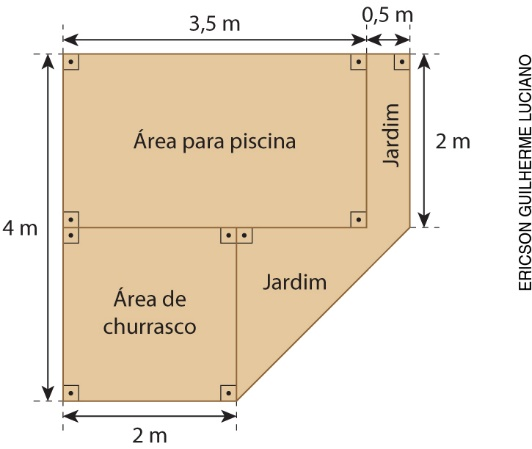 3,5 m
0,5 m
Área para piscina
Jardim
2 m
4 m
Área de
churrasco
Jardim
2 m
ERICSON GUILHERME LUCIANO